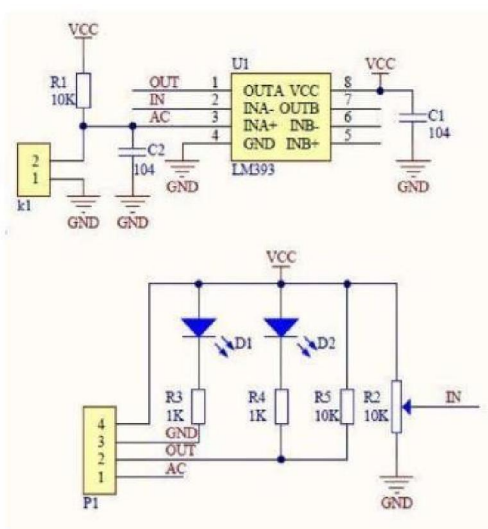 VCC
U1
VCC
R1
10K
OUT 1 OUTA VCC 8
IN 2 INA- OUTB 7
AC 3 INA+ INB- 6
4 GND INB+ 5
C2
104
C1
104
2
1
k1
GND
GND
GND
LM393
GND
VCC
D1
D2
R3
1K
R4
1K
R5
10K
R2
10K
IN
4
3 GND
2 OUT
1 AC
P1
GND